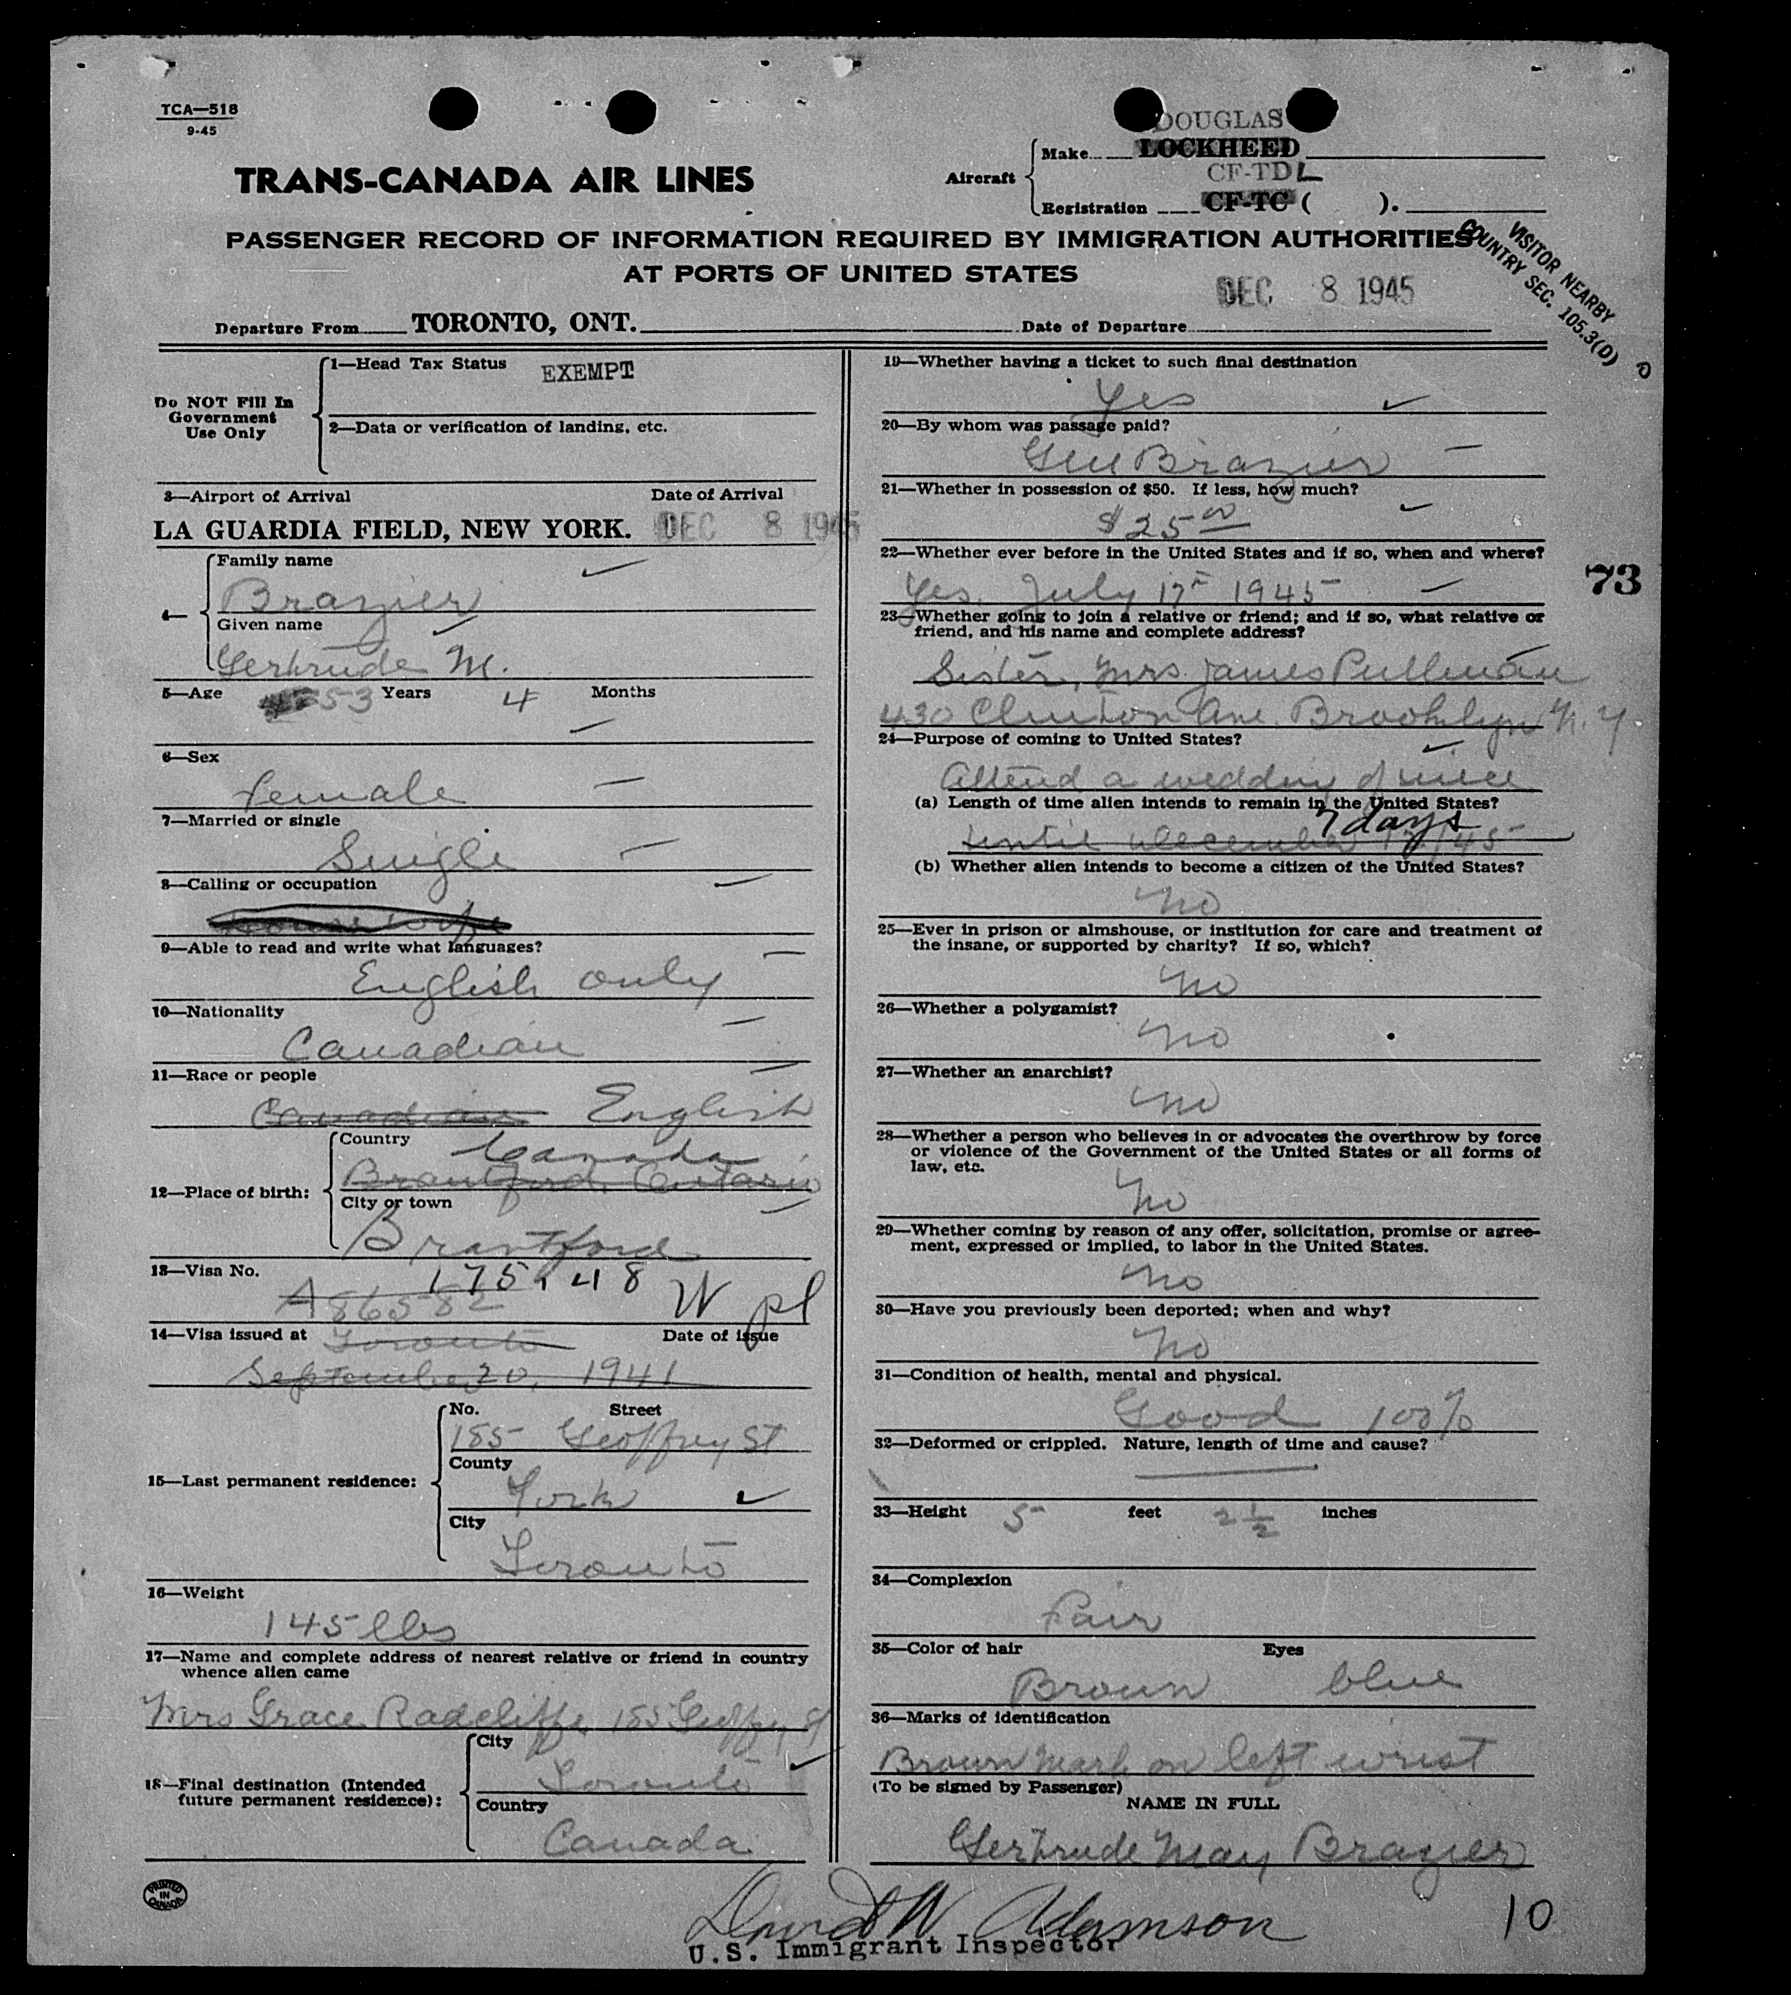 TCA—518
9-45
DOUGLAS
Make LOCKHEED
CF-TDL
Aircraft
Registration CF-TC ( ).
TRANS-CANADA AIR LINES
PASSENGER RECORD OF INFORMATION REQUIRED BY IMMIGRATION AUTHORITIES
AT PORTS OF UNITED STATES
VISITOR NEARBY
COUNTRY SEC. 105.3(D)
DEC 8 1945
Departure From TORONTO, ONT. Date of Departure
Do NOT Fill In
Government
Use Only
1—Head Tax Status EXEMPT
2—Data or verification of landing, etc.
3—Airport of Arrival Date of Arrival
LA GUARDIA FIELD, NEW YORK. DEC 8 1945
4—
Family name
Brazier
Given name
Gertrude M.
5—Age 53 Years 4 Months
6—Sex
female
7—Married or single
Single
8—Calling or occupation
9—Able to read and write what languages?
English only
10—Nationality
Canadian
11—Race or people
Canadian English
12—Place of birth:
Country
Canada
Brantford, Ontario
City or town
Brantford
13—Visa No.
175148 W pl
A86582
14—Visa issued at Toronto Date of issue
September 20, 1941
15—Last permanent residence:
No. Street
185 Geoffrey St
County
York
City
Toronto
16—Weight
145 lbs
17—Name and complete address of nearest relative or friend in country
whence alien came
Mrs Grace Radcliffe 185 Geoffrey St
18—Final destination (Intended
future permanent residence):
City
Toronto
Country
Canada
PRINTED
IN
CANADA
19—Whether having a ticket to such final destination
Yes
20—By whom was passage paid?
Brazier
21—Whether in possession of $50. If less, how much?
$25 00
22—Whether ever before in the United States and if so, when and where?
Yes, July 17 1945
23—Whether going to join a relative or friend; and if so, what relative or
friend, and his name and complete address?
Sister, Mrs. James Pullman
430 Clinton Ave. Brooklyn N.Y
24—Purpose of coming to United States?
Attend a wedding of niece
(a) Length of time alien intends to remain in the United States?
7 days
until December 17/45
(b) Whether alien intends to become a citizen of the United States?
No
25—Ever in prison or almshouse, or institution for care and treatment of
the insane, or supported by charity? If so, which?
No
26—Whether a polygamist?
No
27—Whether an anarchist?
No
28—Whether a person who believes in or advocates the overthrow by force
or violence of the Government of the United States or all forms of
law, etc.
No
29—Whether coming by reason of any offer, solicitation, promise or agree-
ment, expressed or implied, to labor in the United States.
No
30—Have you previously been deported; when and why?
No
31—Condition of health, mental and physical.
Good 100%
32—Deformed or crippled. Nature, length of time and cause?
33—Height 5 feet 2 1/2 inches
34—Complexion
Fair
35—Color of hair Eyes
Brown blue
36—Marks of identification
Brown mark on left wrist
(To be signed by Passenger)
NAME IN FULL
Gertrude May Brazier
73
David W Adamson
U.S. Immigrant Inspector
10